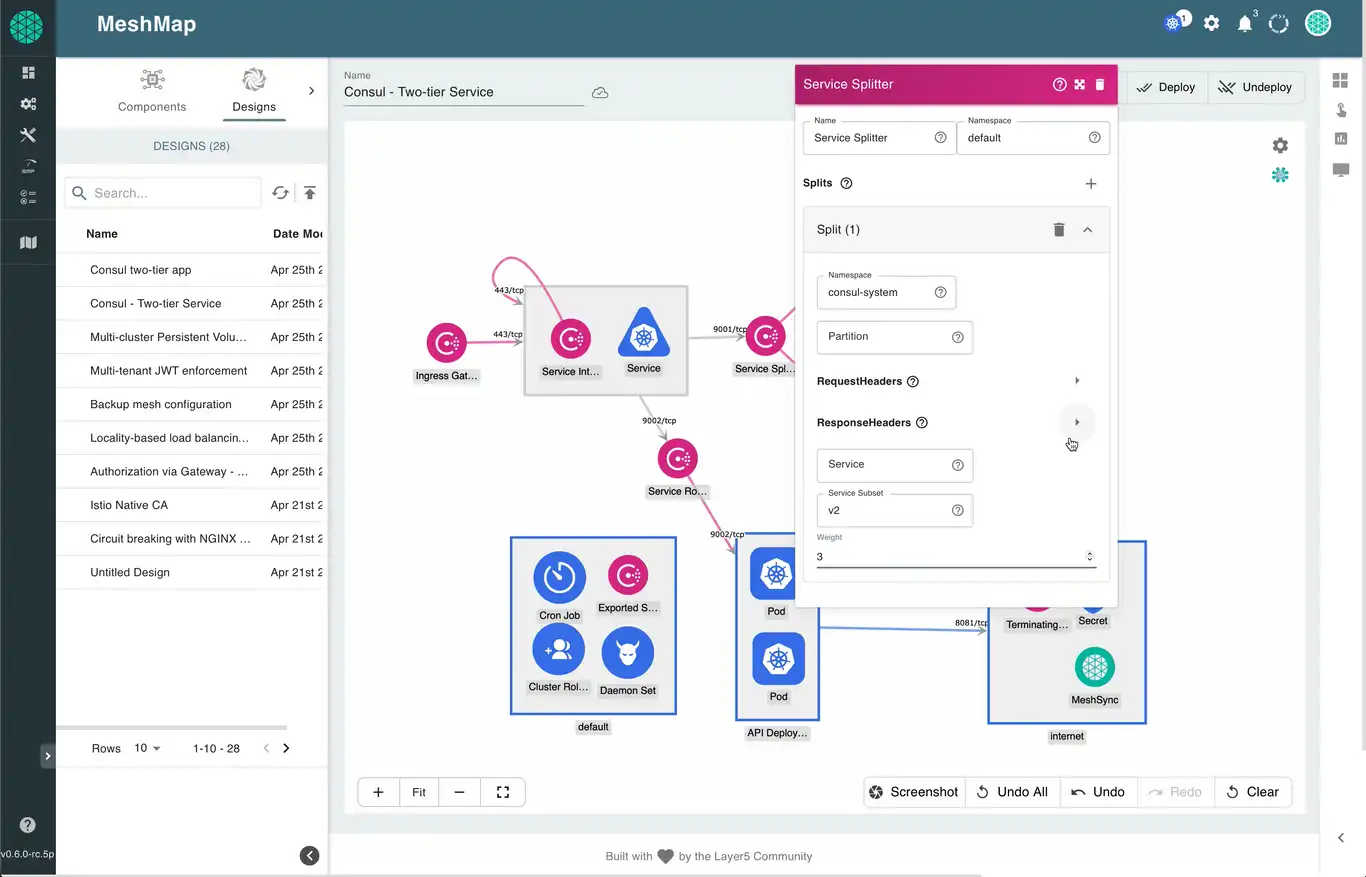 MeshMap
1
3
Components
Designs
DESIGNS (28)
Search...
Name
Date Mo
Consul two-tier app
Apr 25th 2
Consul - Two-tier Service
Apr 25th 2
Multi-cluster Persistent Volu...
Apr 25th 2
Multi-tenant JWT enforcement
Apr 25th 2
Backup mesh configuration
Apr 25th 2
Locality-based load balancin...
Apr 25th 2
Authorization via Gateway - ...
Apr 25th 2
Istio Native CA
Apr 21st 2
Circuit breaking with NGINX ...
Apr 21st 2
Untitled Design
Apr 21st 2
Rows
10
1-10 - 28
v0.6.0-rc.5p
Name
Consul - Two-tier Service
Deploy
Undeploy
Service Splitter
Name
Service Splitter
Namespace
default
Splits
Split (1)
Namespace
consul-system
Partition
RequestHeaders
ResponseHeaders
Service
Service Subset
v2
Weight
3
443/tcp
443/tcp
Ingress Gat...
Service Int...
Service
9001/tcp
Service Spl...
9002/tcp
Service Ro...
9002/tcp
Cron Job
Exported S...
Cluster Rol...
Daemon Set
default
Pod
Pod
API Deploy...
8081/tcp
Terminating...
Secret
MeshSync
internet
Fit
Screenshot
Undo All
Undo
Redo
Clear
Built with
by the Layer5 Community